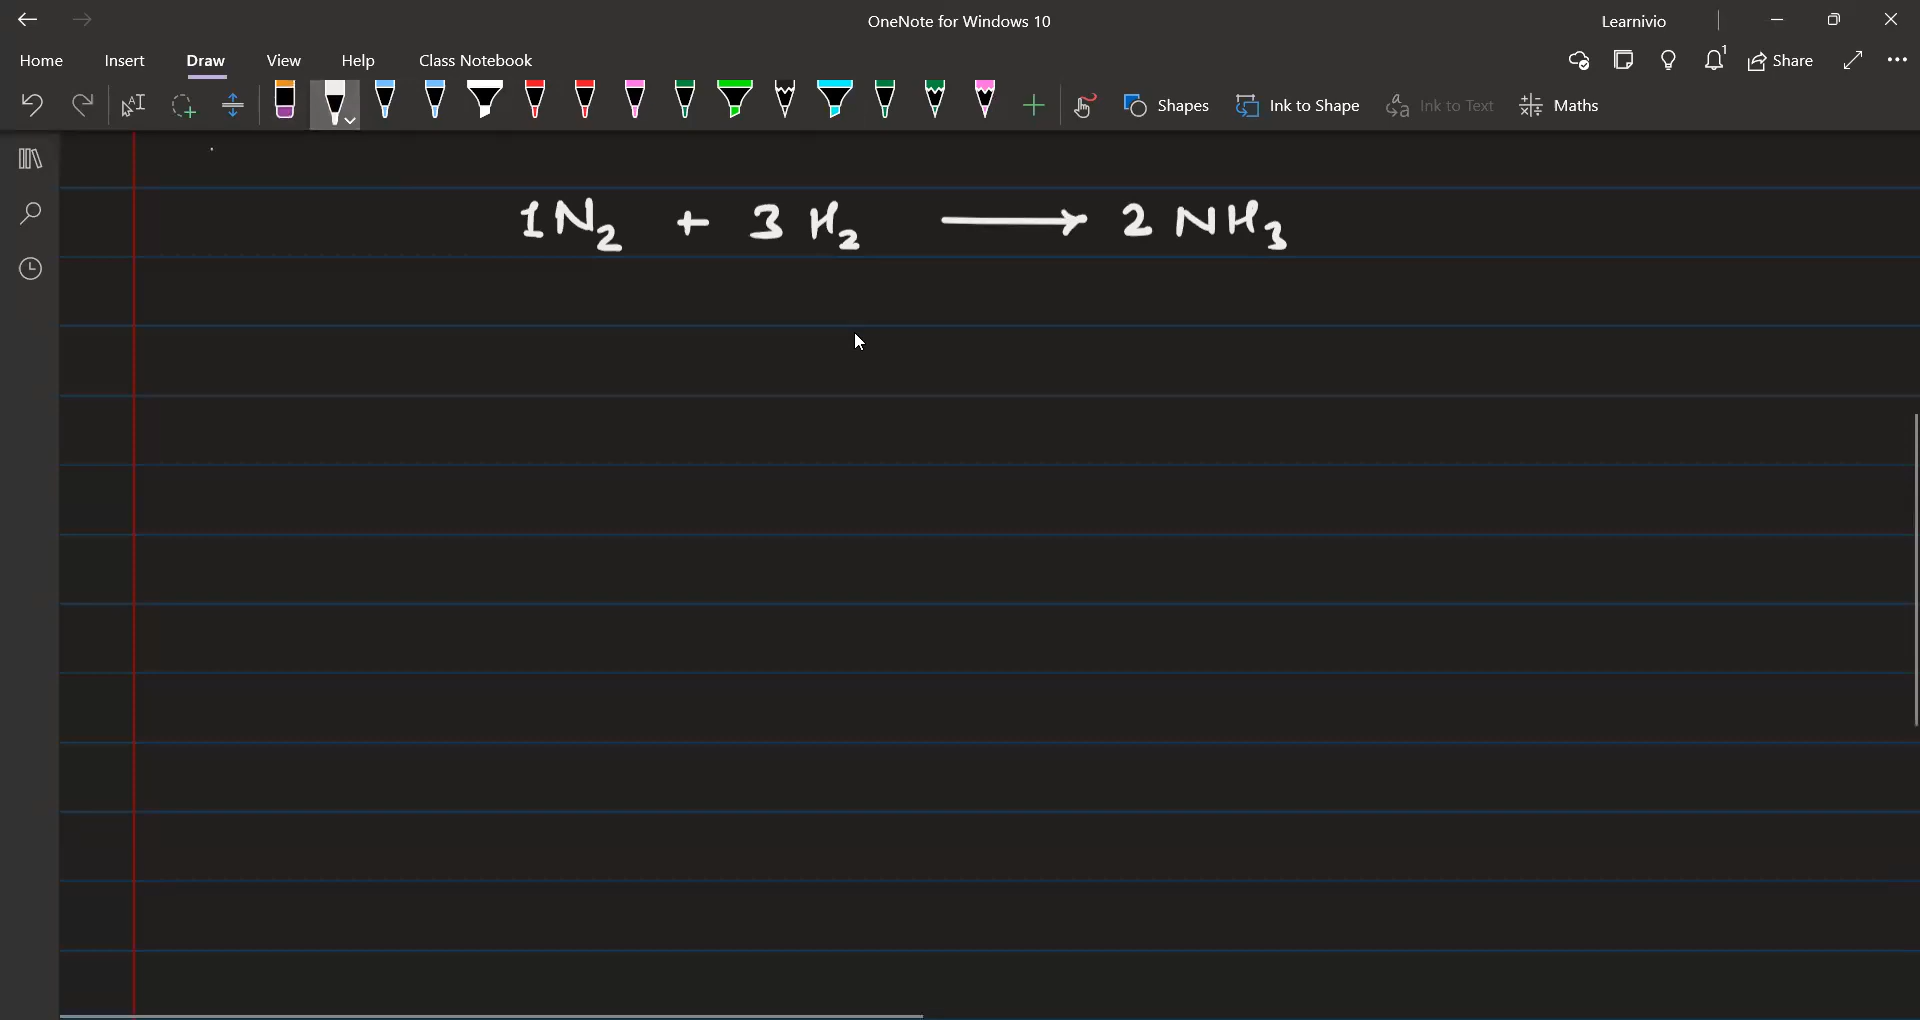 OneNote for Windows 10
Learnivio
Home Insert Draw View Help Class Notebook
1 Share
Shapes Ink to Shape Ink to Text Maths
1N₂ + 3 H₂ ⟶ 2 NH₃